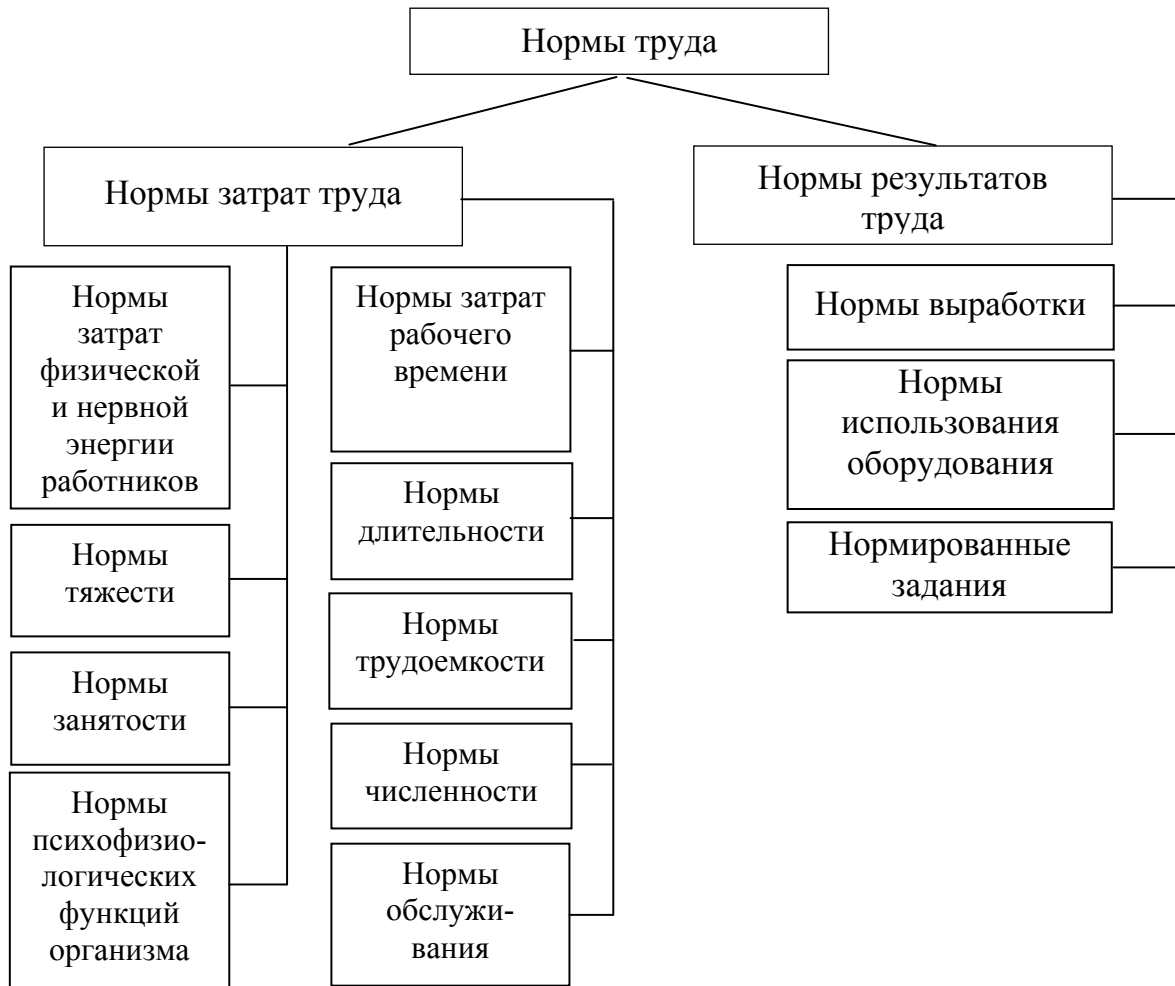 Нормы труда
Нормы затрат труда
Нормы результатов
труда
Нормы
затрат
физической
и нервной
энергии
работников
Нормы
тяжести
Нормы
занятости
Нормы
психофизио-
логических
функций
организма
Нормы затрат
рабочего
времени
Нормы
длительности
Нормы
трудоемкости
Нормы
численности
Нормы
обслужи-
вания
Нормы выработки
Нормы
использования
оборудования
Нормированные
задания